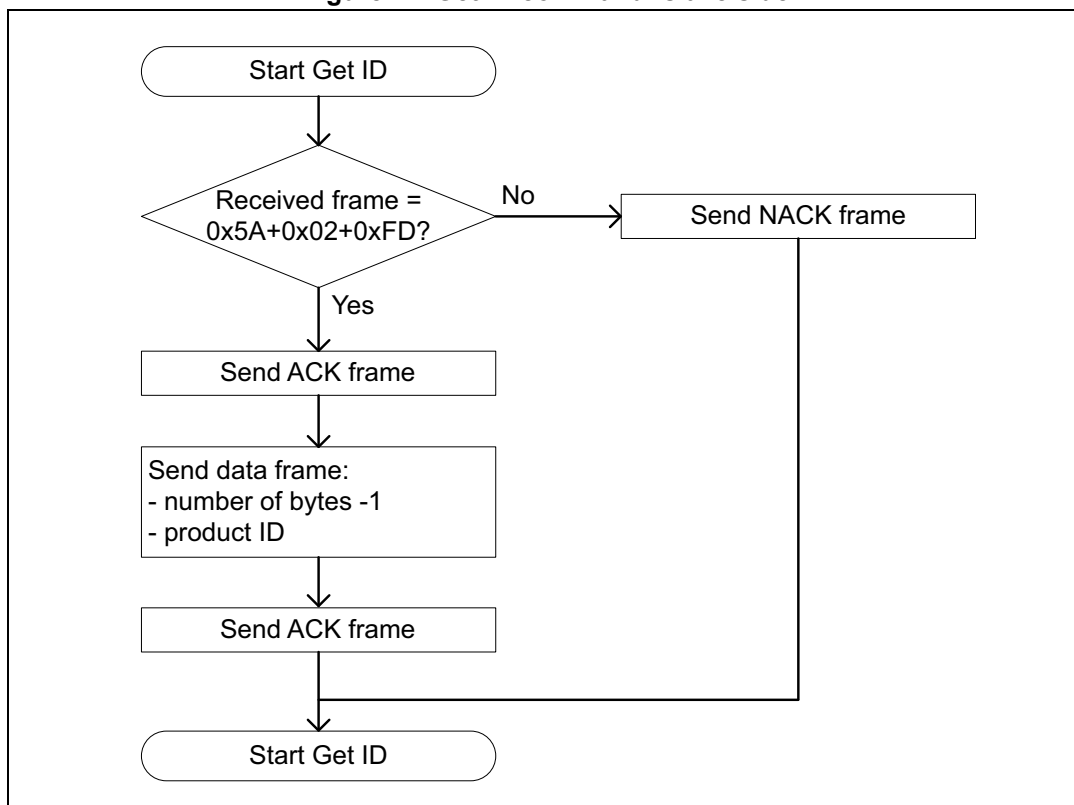 Start Get ID
Received frame =
0x5A+0x02+0xFD?
No
Send NACK frame
Yes
Send ACK frame
Send data frame:
- number of bytes -1
- product ID
Send ACK frame
Start Get ID